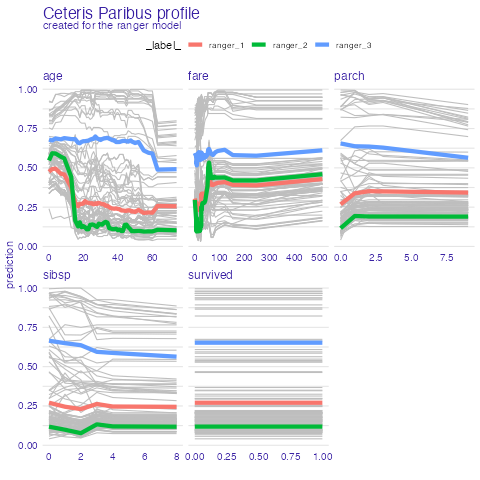 Ceteris Paribus profile
created for the ranger model
_label_ ranger_1 ranger_2 ranger_3
age fare parch
1.00
0.75
0.50
0.25
0.00
0 20 40 60 0 100 200 300 400 500 0.0 2.5 5.0 7.5
prediction
sibsp survived
1.00
0.75
0.50
0.25
0.00
0 2 4 6 8 0.00 0.25 0.50 0.75 1.00